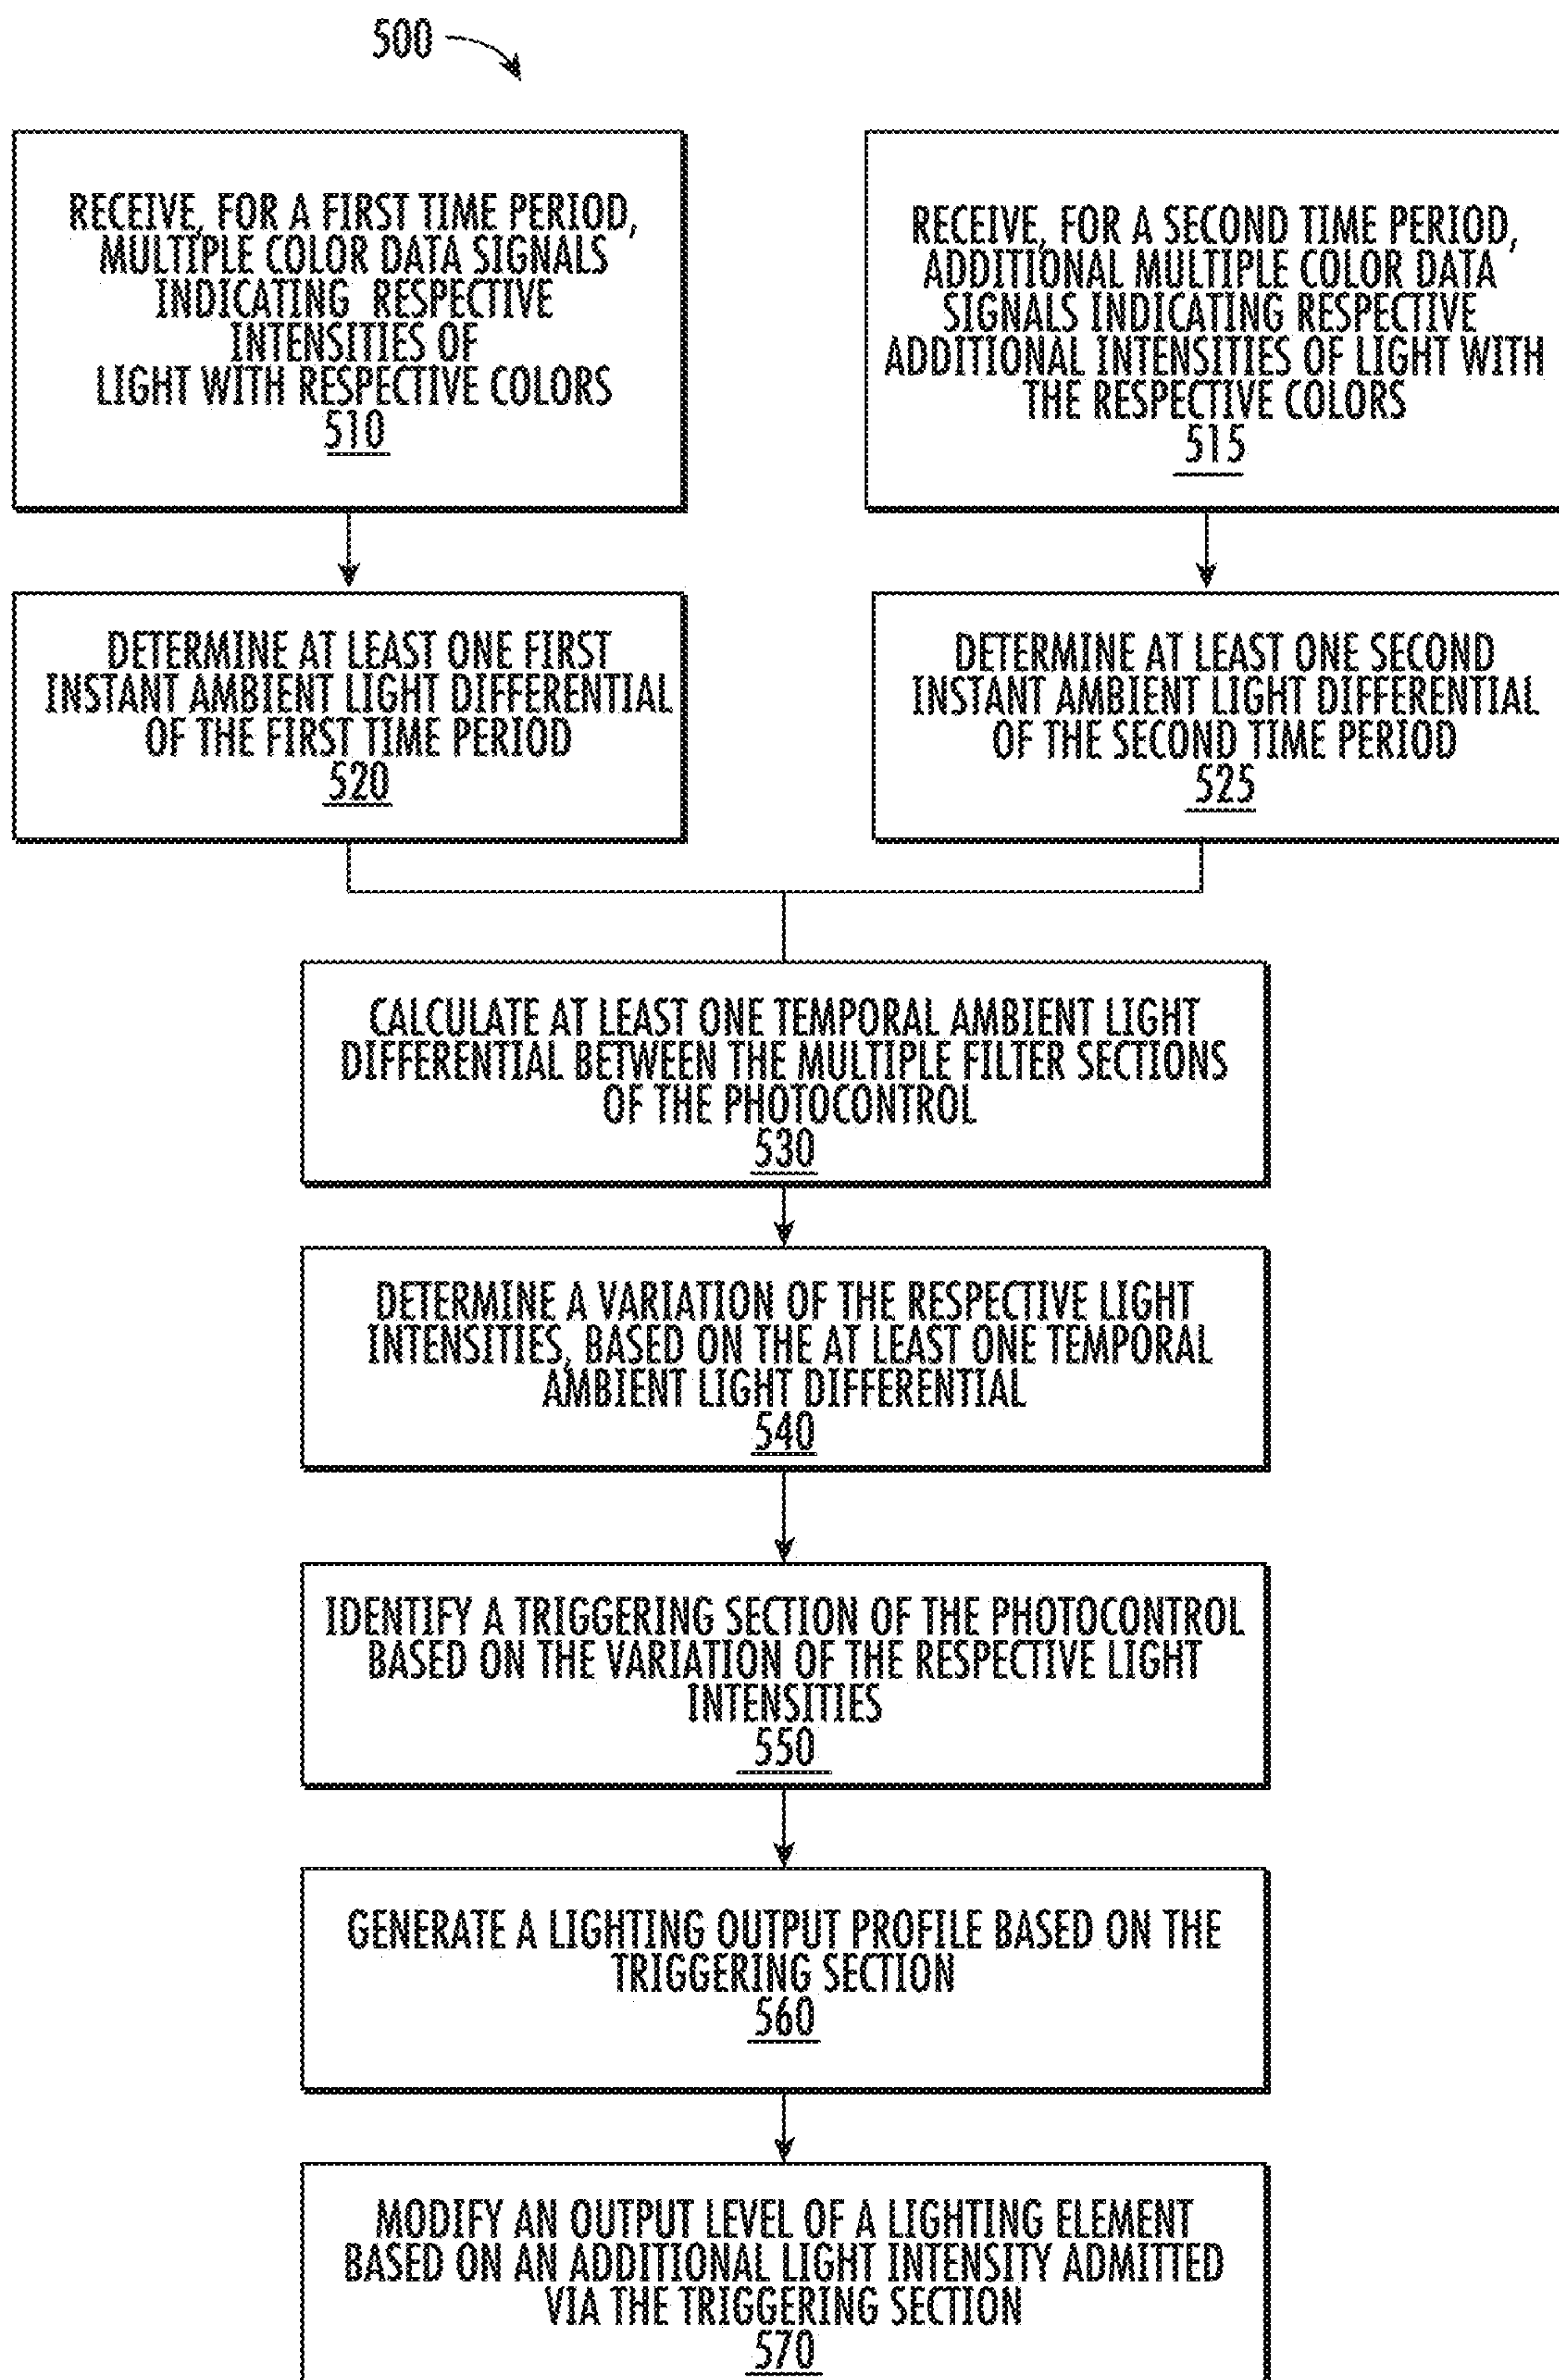 500
RECEIVE, FOR A FIRST TIME PERIOD,
MULTIPLE COLOR DATA SIGNALS
INDICATING RESPECTIVE
INTENSITIES OF
LIGHT WITH RESPECTIVE COLORS
510
RECEIVE, FOR A SECOND TIME PERIOD,
ADDITIONAL MULTIPLE COLOR DATA
SIGNALS INDICATING RESPECTIVE
ADDITIONAL INTENSITIES OF LIGHT WITH
THE RESPECTIVE COLORS
515
DETERMINE AT LEAST ONE FIRST
INSTANT AMBIENT LIGHT DIFFERENTIAL
OF THE FIRST TIME PERIOD
520
DETERMINE AT LEAST ONE SECOND
INSTANT AMBIENT LIGHT DIFFERENTIAL
OF THE SECOND TIME PERIOD
525
CALCULATE AT LEAST ONE TEMPORAL AMBIENT LIGHT
DIFFERENTIAL BETWEEN THE MULTIPLE FILTER SECTIONS
OF THE PHOTOCONTROL
530
DETERMINE A VARIATION OF THE RESPECTIVE LIGHT
INTENSITIES, BASED ON THE AT LEAST ONE TEMPORAL
AMBIENT LIGHT DIFFERENTIAL
540
IDENTIFY A TRIGGERING SECTION OF THE PHOTOCONTROL
BASED ON THE VARIATION OF THE RESPECTIVE LIGHT
INTENSITIES
550
GENERATE A LIGHTING OUTPUT PROFILE BASED ON THE
TRIGGERING SECTION
560
MODIFY AN OUTPUT LEVEL OF A LIGHTING ELEMENT
BASED ON AN ADDITIONAL LIGHT INTENSITY ADMITTED
VIA THE TRIGGERING SECTION
570